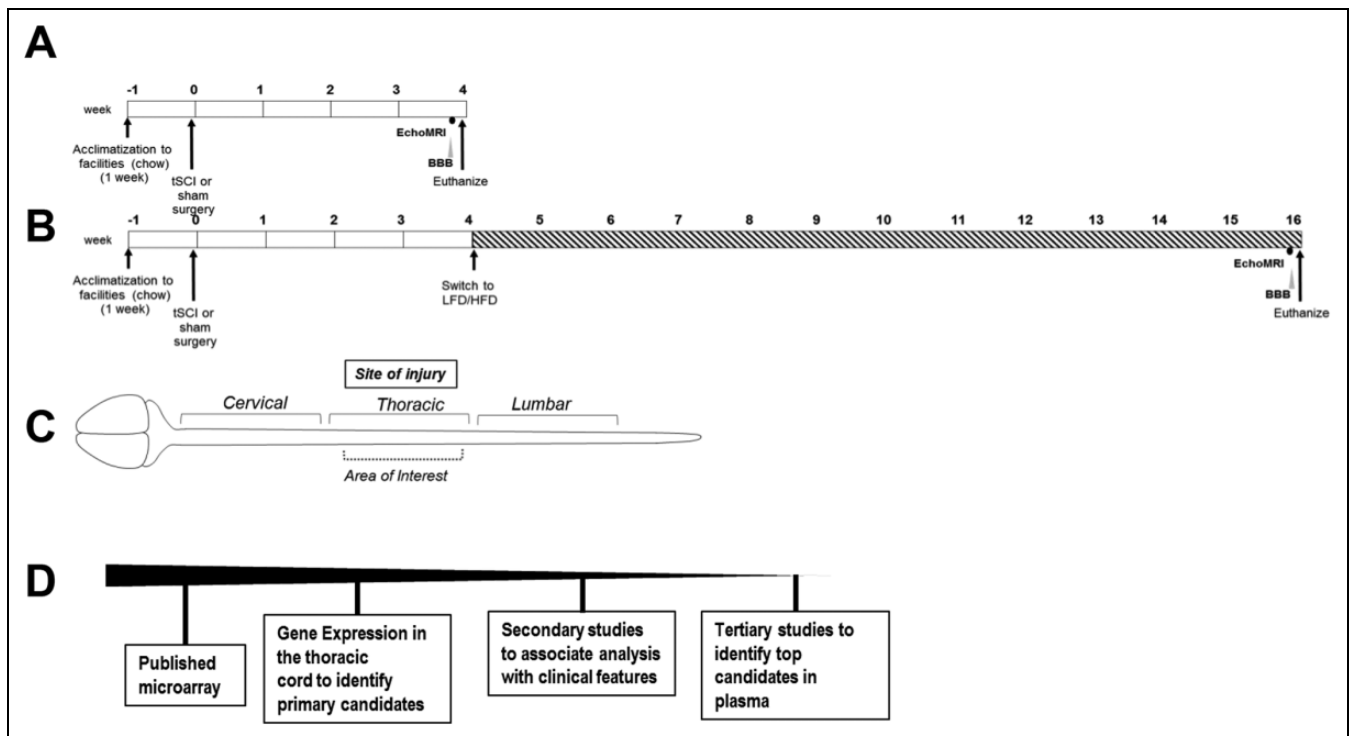 A
-1 0 1 2 3 4
week
EchoMRI
BBB
Acclimatization to
facilities (chow)
(1 week)
tSCI or
sham
surgery
Euthanize
B
-1 0 1 2 3 4 5 6 7 8 9 10 11 12 13 14 15 16
week
EchoMRI
BBB
Acclimatization to
facilities (chow)
(1 week)
tSCI or
sham
surgery
Switch to
LFD/HFD
Euthanize
C
Site of injury
Cervical Thoracic Lumbar
Area of Interest
D
Published
microarray
Gene Expression in
the thoracic
cord to identify
primary candidates
Secondary studies
to associate analysis
with clinical features
Tertiary studies to
identify top
candidates in
plasma